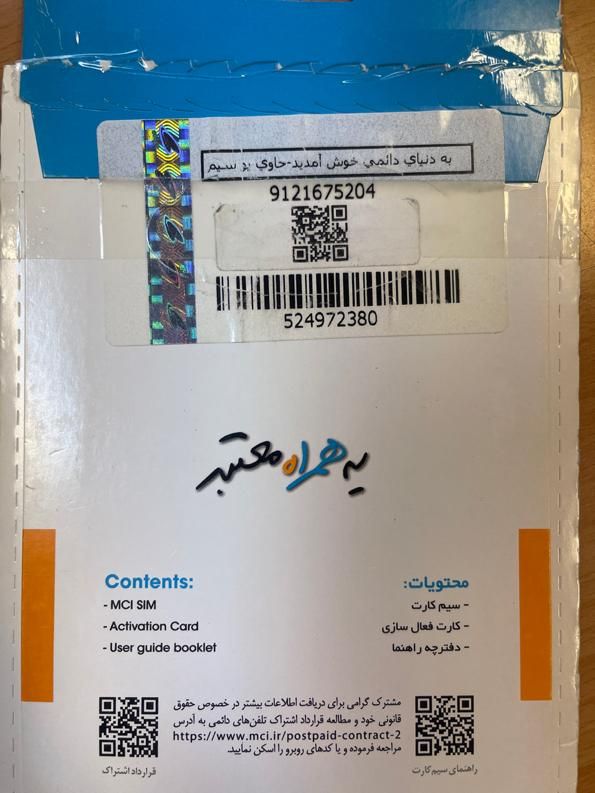 به دنياي دائمي خوش آمديد-حاوي يو سيم
9121675204
524972380
یه همراه معتبر
Contents:
- MCI SIM
- Activation Card
- User guide booklet
محتویات:
- سیم کارت
- کارت فعال سازی
- دفترچه راهنما
مشترک گرامی برای دریافت اطلاعات بیشتر در خصوص حقوق
قانونی خود و مطالعه قرارداد اشتراک تلفن‌های دائمی به آدرس
https://www.mci.ir/postpaid-contract-2
مراجعه فرموده و یا کدهای روبرو را اسکن نمایید.
راهنمای سیم‌کارت
قرارداد اشتراک